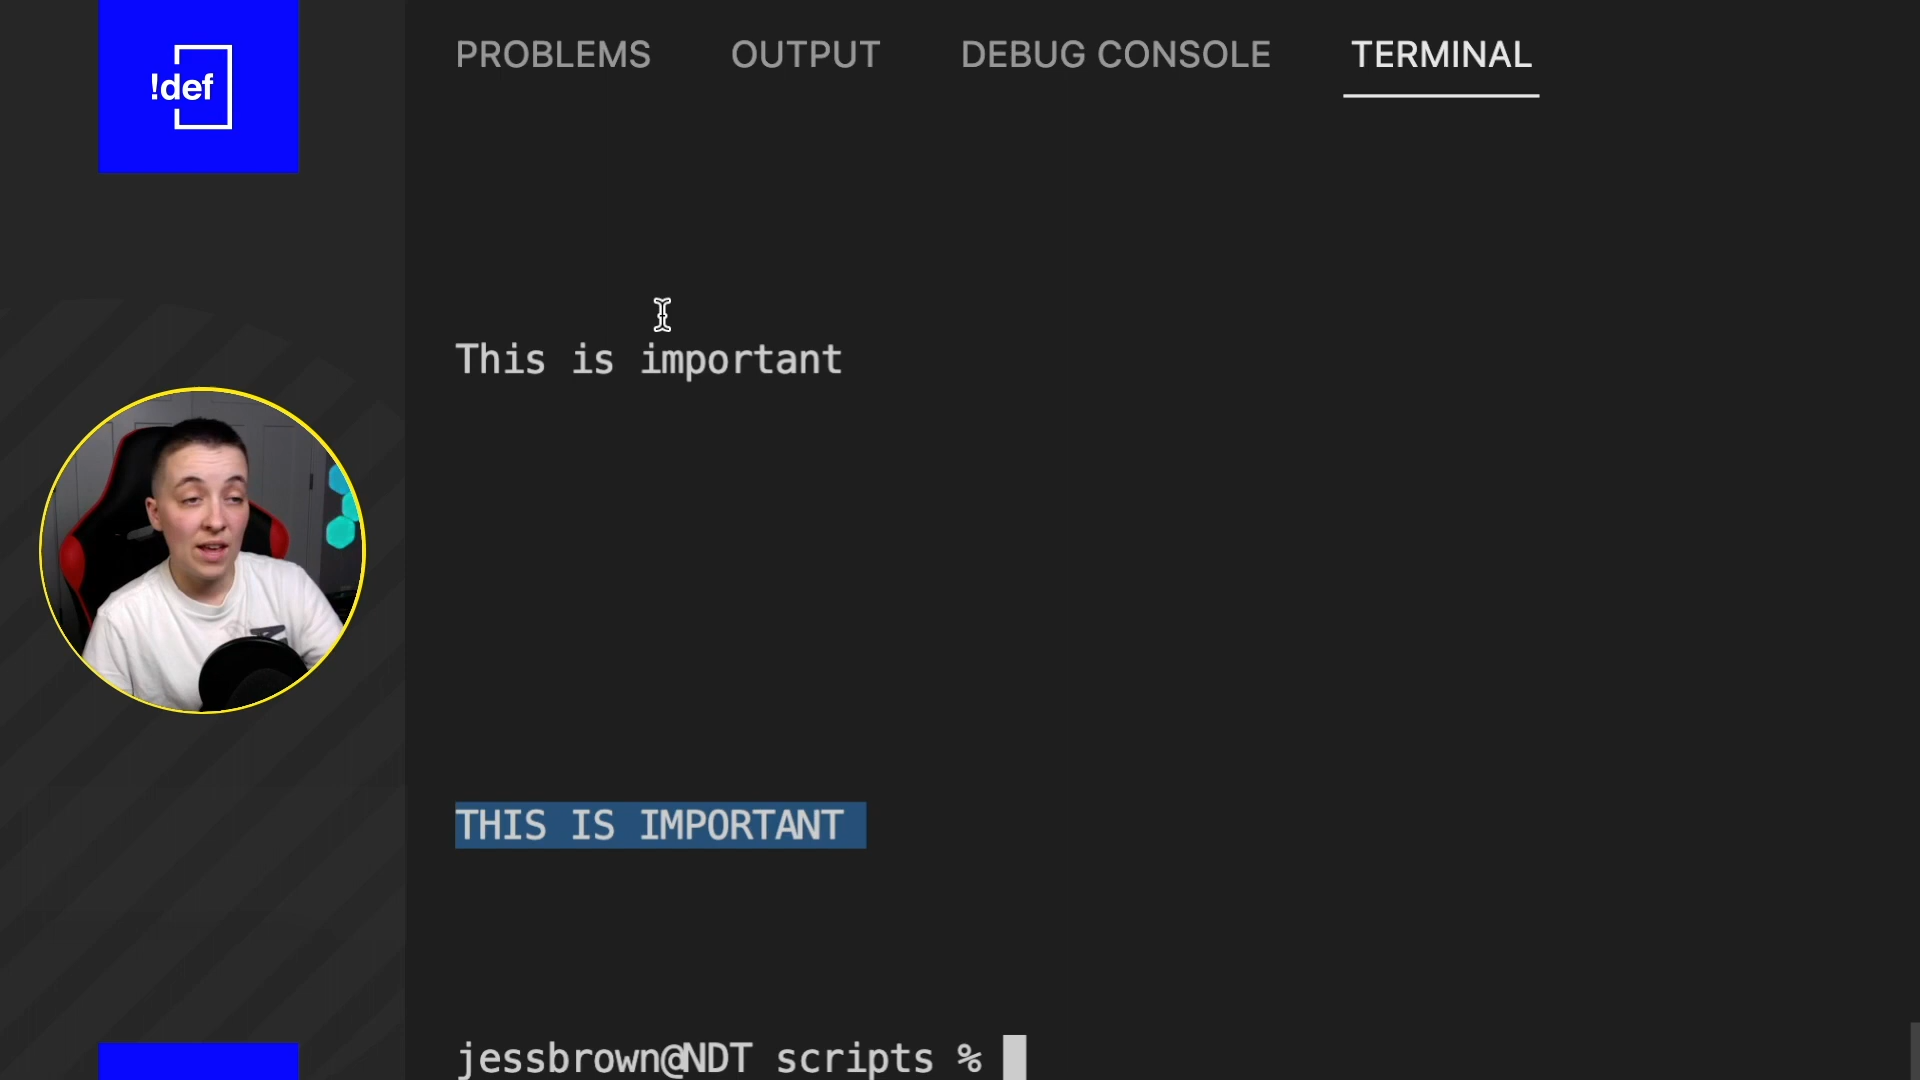 !def
PROBLEMS OUTPUT DEBUG CONSOLE TERMINAL
This is important
THIS IS IMPORTANT
jessbrown@NDT scripts %